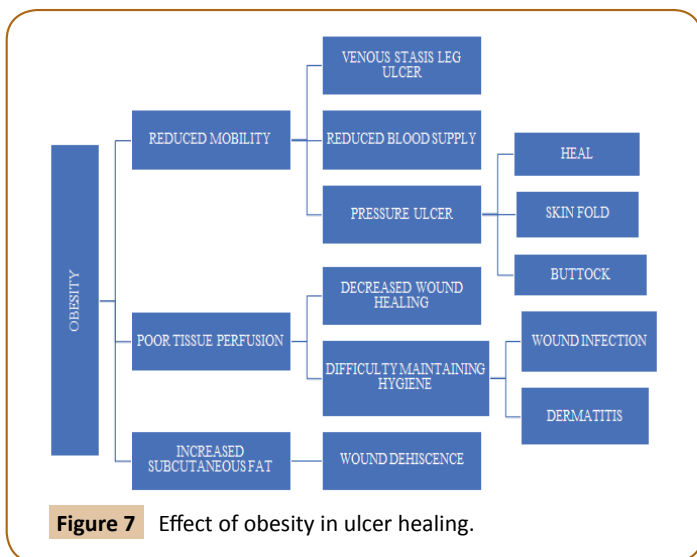 VENOUS STASIS LEG
ULCER
REDUCED MOBILITY
REDUCED BLOOD SUPPLY
HEAL
PRESSURE ULCER
SKIN FOLD
BUTTOCK
OBESITY
DECREASED WOUND
HEALING
POOR TISSUE PERFUSION
DIFFICULTY MAINTAINING
HYGIENE
WOUND INFECTION
DERMATITIS
INCREASED
SUBCUTANEOUS FAT
WOUND DEHISCENCE
Figure 7 Effect of obesity in ulcer healing.